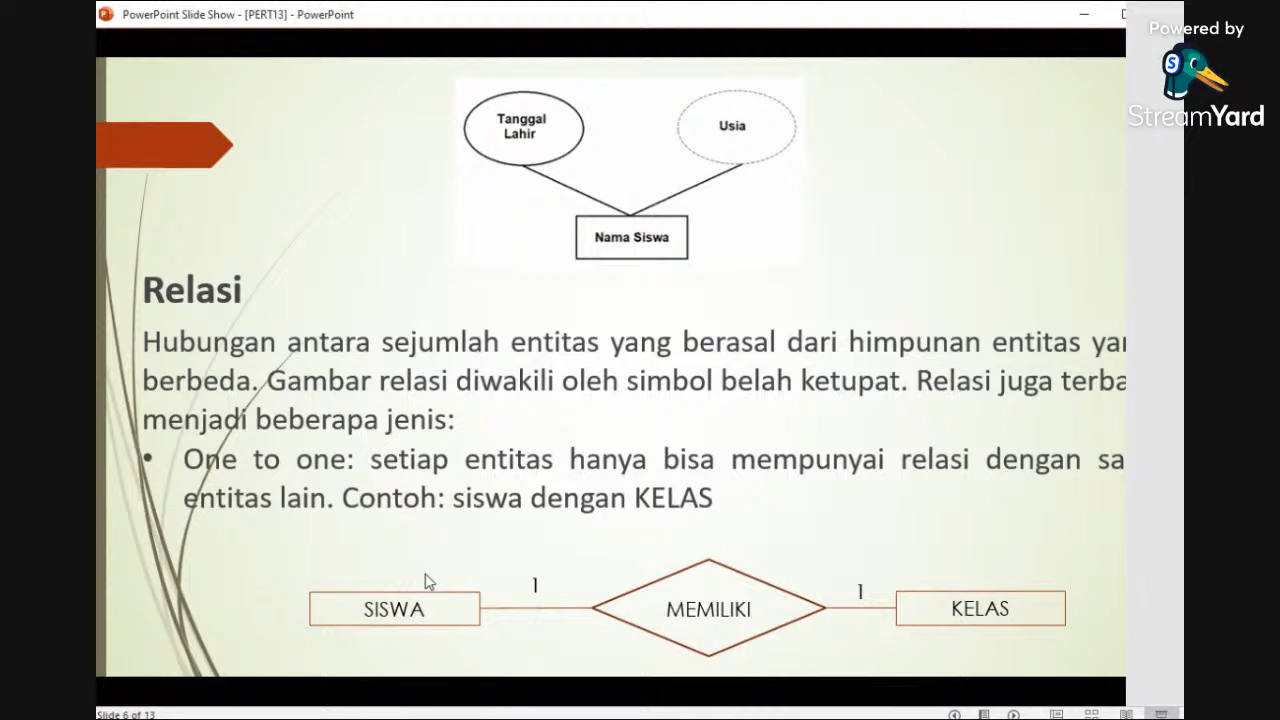 PowerPoint Slide Show - [PERT13] - PowerPoint
Powered by
StreamYard
Tanggal
Lahir
Usia
Nama Siswa
Relasi
Hubungan antara sejumlah entitas yang berasal dari himpunan entitas
berbeda. Gambar relasi diwakili oleh simbol belah ketupat. Relasi juga
menjadi beberapa jenis:
• One to one: setiap entitas hanya bisa mempunyai relasi dengan
entitas lain. Contoh: siswa dengan KELAS
1
1
SISWA
MEMILIKI
KELAS
Slide 6 of 13